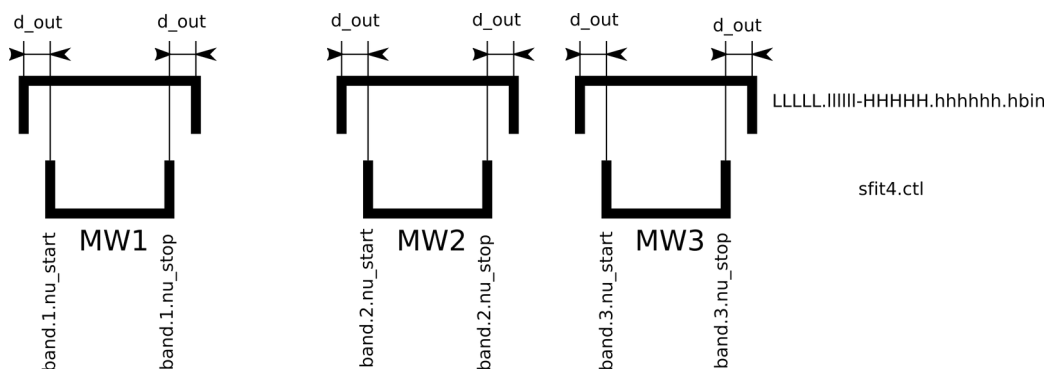 d_out
d_out
d_out
d_out
d_out
d_out
LLLLL.llllll-HHHHH.hhhhhh.hbin
sfit4.ctl
MW1
MW2
MW3
band.1.nu_start
band.1.nu_stop
band.2.nu_start
band.2.nu_stop
band.3.nu_start
band.3.nu_stop